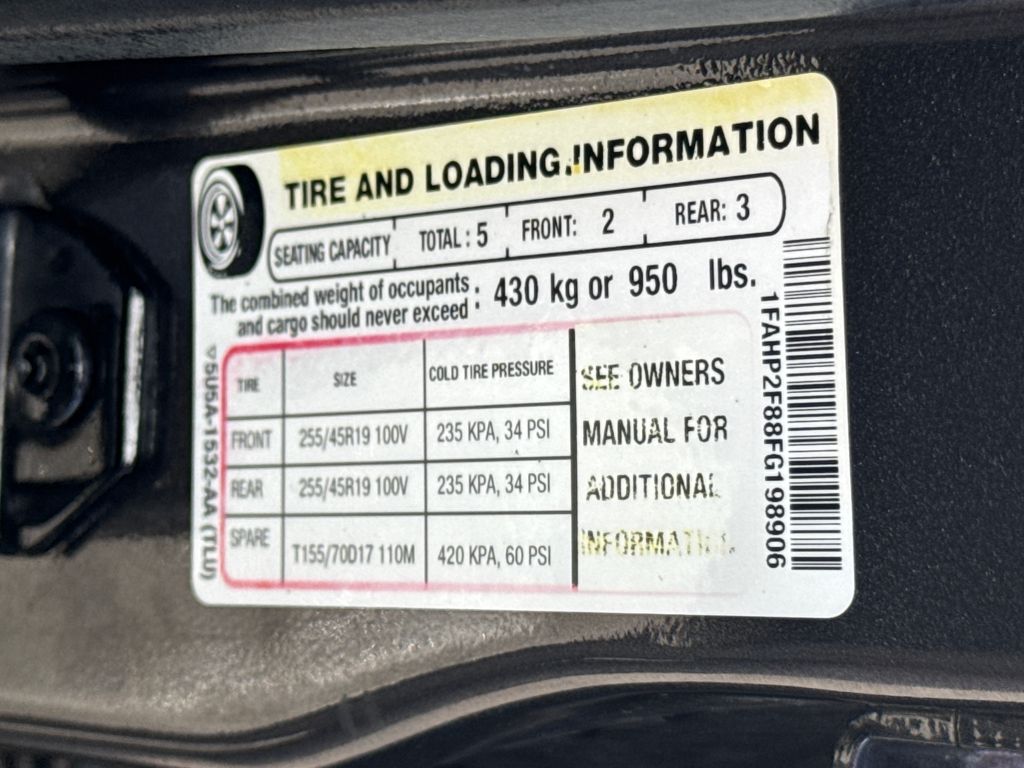 TIRE AND LOADING INFORMATION
SEATING CAPACITY TOTAL : 5 FRONT: 2 REAR: 3
The combined weight of occupants
and cargo should never exceed : 430 kg or 950 lbs.
TIRE SIZE COLD TIRE PRESSURE
FRONT 255/45R19 100V 235 KPA, 34 PSI
REAR 255/45R19 100V 235 KPA, 34 PSI
SPARE T155/70D17 110M 420 KPA, 60 PSI
SEE OWNERS
MANUAL FOR
ADDITIONAL
INFORMATION
5U5A-1532-AA (TLU)
1FAHP2F88FG198906